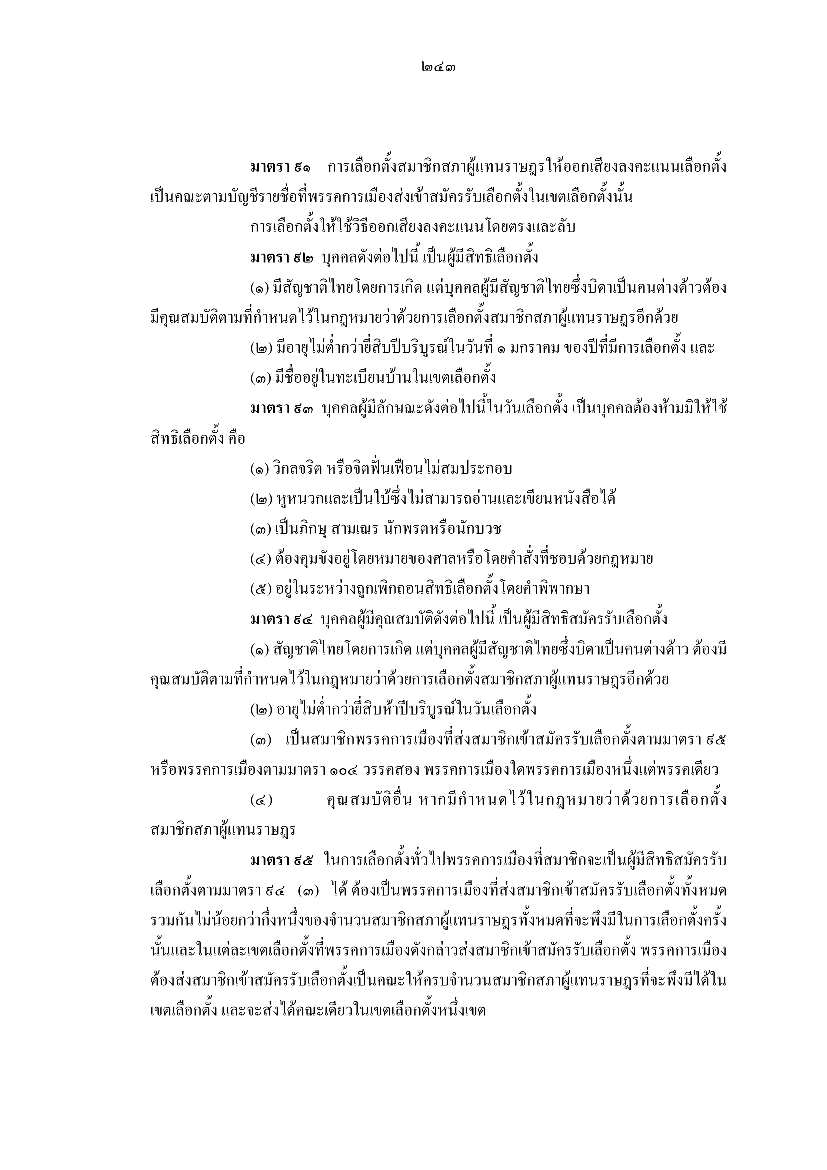 ๒๔๓
มาตรา ๙๑ การเลือกตั้งสมาชิกสภาผู้แทนราษฎรให้ออกเสียงลงคะแนนเลือกตั้ง
เป็นคณะตามบัญชีรายชื่อที่พรรคการเมืองส่งเข้าสมัครรับเลือกตั้งในเขตเลือกตั้งนั้น
การเลือกตั้งให้ใช้วิธีออกเสียงลงคะแนนโดยตรงและลับ
มาตรา ๙๒ บุคคลดังต่อไปนี้ เป็นผู้มีสิทธิเลือกตั้ง
(๑) มีสัญชาติไทยโดยการเกิด แต่บุคคลผู้มีสัญชาติไทยซึ่งบิดาเป็นคนต่างด้าวต้อง
มีคุณสมบัติตามที่กำหนดไว้ในกฎหมายว่าด้วยการเลือกตั้งสมาชิกสภาผู้แทนราษฎรอีกด้วย
(๒) มีอายุไม่ต่ำกว่ายี่สิบปีบริบูรณ์ในวันที่ ๑ มกราคม ของปีที่มีการเลือกตั้ง และ
(๓) มีชื่ออยู่ในทะเบียนบ้านในเขตเลือกตั้ง
มาตรา ๙๓ บุคคลผู้มีลักษณะดังต่อไปนี้ในวันเลือกตั้ง เป็นบุคคลต้องห้ามมิให้ใช้
สิทธิเลือกตั้ง คือ
(๑) วิกลจริต หรือจิตฟั่นเฟือนไม่สมประกอบ
(๒) หูหนวกและเป็นใบ้ซึ่งไม่สามารถอ่านและเขียนหนังสือได้
(๓) เป็นภิกษุ สามเณร นักพรตหรือนักบวช
(๔) ต้องคุมขังอยู่โดยหมายของศาลหรือโดยคำสั่งที่ชอบด้วยกฎหมาย
(๕) อยู่ในระหว่างถูกเพิกถอนสิทธิเลือกตั้งโดยคำพิพากษา
มาตรา ๙๔ บุคคลผู้มีคุณสมบัติดังต่อไปนี้ เป็นผู้มีสิทธิสมัครรับเลือกตั้ง
(๑) สัญชาติไทยโดยการเกิด แต่บุคคลผู้มีสัญชาติไทยซึ่งบิดาเป็นคนต่างด้าว ต้องมี
คุณสมบัติตามที่กำหนดไว้ในกฎหมายว่าด้วยการเลือกตั้งสมาชิกสภาผู้แทนราษฎรอีกด้วย
(๒) อายุไม่ต่ำกว่ายี่สิบห้าปีบริบูรณ์ในวันเลือกตั้ง
(๓) เป็นสมาชิกพรรคการเมืองที่ส่งสมาชิกเข้าสมัครรับเลือกตั้งตามมาตรา ๙๕
หรือพรรคการเมืองตามมาตรา ๑๐๔ วรรคสอง พรรคการเมืองใดพรรคการเมืองหนึ่งแต่พรรคเดียว
(๔) คุณสมบัติอื่น หากมีกำหนดไว้ในกฎหมายว่าด้วยการเลือกตั้ง
สมาชิกสภาผู้แทนราษฎร
มาตรา ๙๕ ในการเลือกตั้งทั่วไปพรรคการเมืองที่สมาชิกจะเป็นผู้มีสิทธิสมัครรับ
เลือกตั้งตามมาตรา ๙๔ (๓) ได้ ต้องเป็นพรรคการเมืองที่ส่งสมาชิกเข้าสมัครรับเลือกตั้งทั้งหมด
รวมกันไม่น้อยกว่ากึ่งหนึ่งของจำนวนสมาชิกสภาผู้แทนราษฎรทั้งหมดที่จะพึงมีในการเลือกตั้งครั้ง
นั้นและในแต่ละเขตเลือกตั้งที่พรรคการเมืองดังกล่าวส่งสมาชิกเข้าสมัครรับเลือกตั้ง พรรคการเมือง
ต้องส่งสมาชิกเข้าสมัครรับเลือกตั้งเป็นคณะให้ครบจำนวนสมาชิกสภาผู้แทนราษฎรที่จะพึงมีได้ใน
เขตเลือกตั้ง และจะส่งได้คณะเดียวในเขตเลือกตั้งหนึ่งเขต